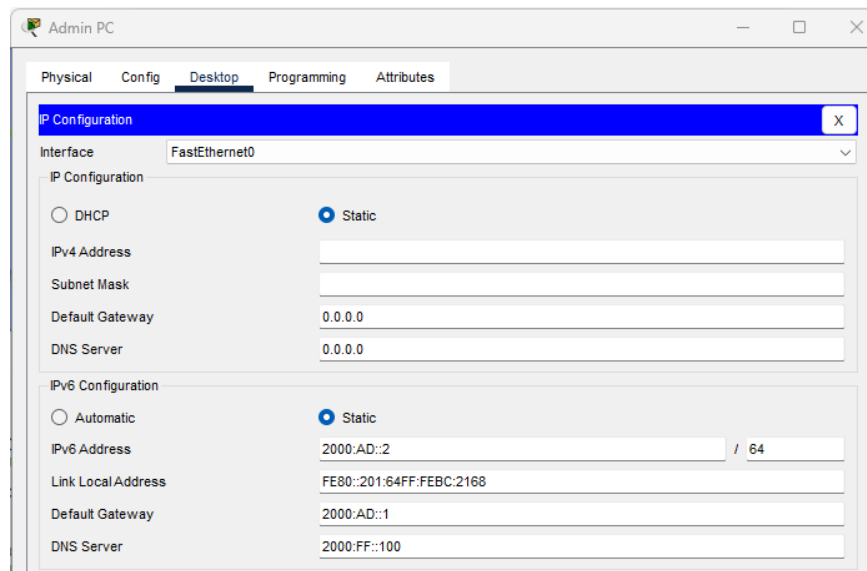 Admin PC
Physical Config Desktop Programming Attributes
IP Configuration X
Interface FastEthernet0
IP Configuration
DHCP Static
IPv4 Address
Subnet Mask
Default Gateway 0.0.0.0
DNS Server 0.0.0.0
IPv6 Configuration
Automatic Static
IPv6 Address 2000:AD::2 / 64
Link Local Address FE80::201:64FF:FEBC:2168
Default Gateway 2000:AD::1
DNS Server 2000:FF::100